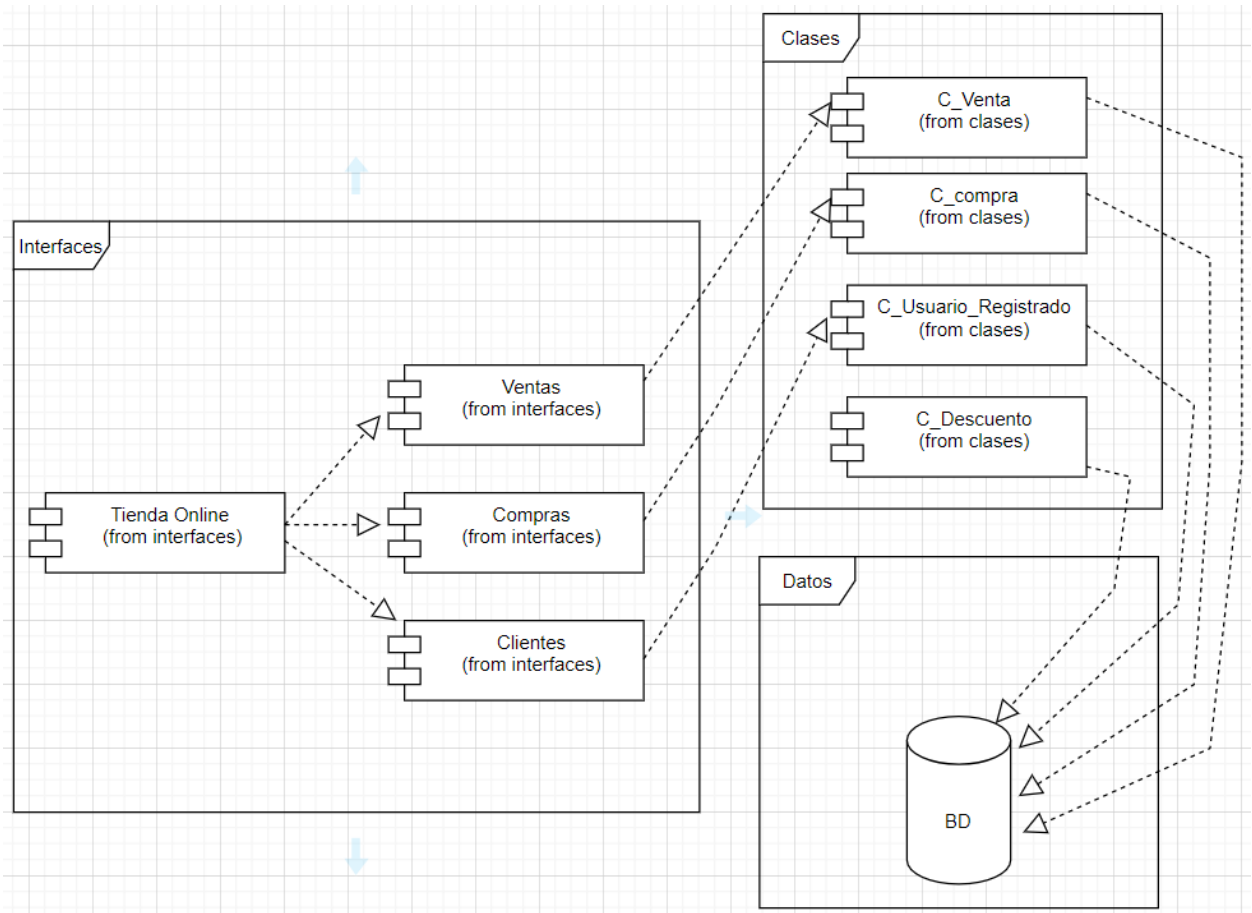 Clases
C_Venta
(from clases)
C_compra
(from clases)
C_Usuario_Registrado
(from clases)
C_Descuento
(from clases)
Interfaces
Ventas
(from interfaces)
Tienda Online
(from interfaces)
Compras
(from interfaces)
Clientes
(from interfaces)
Datos
BD